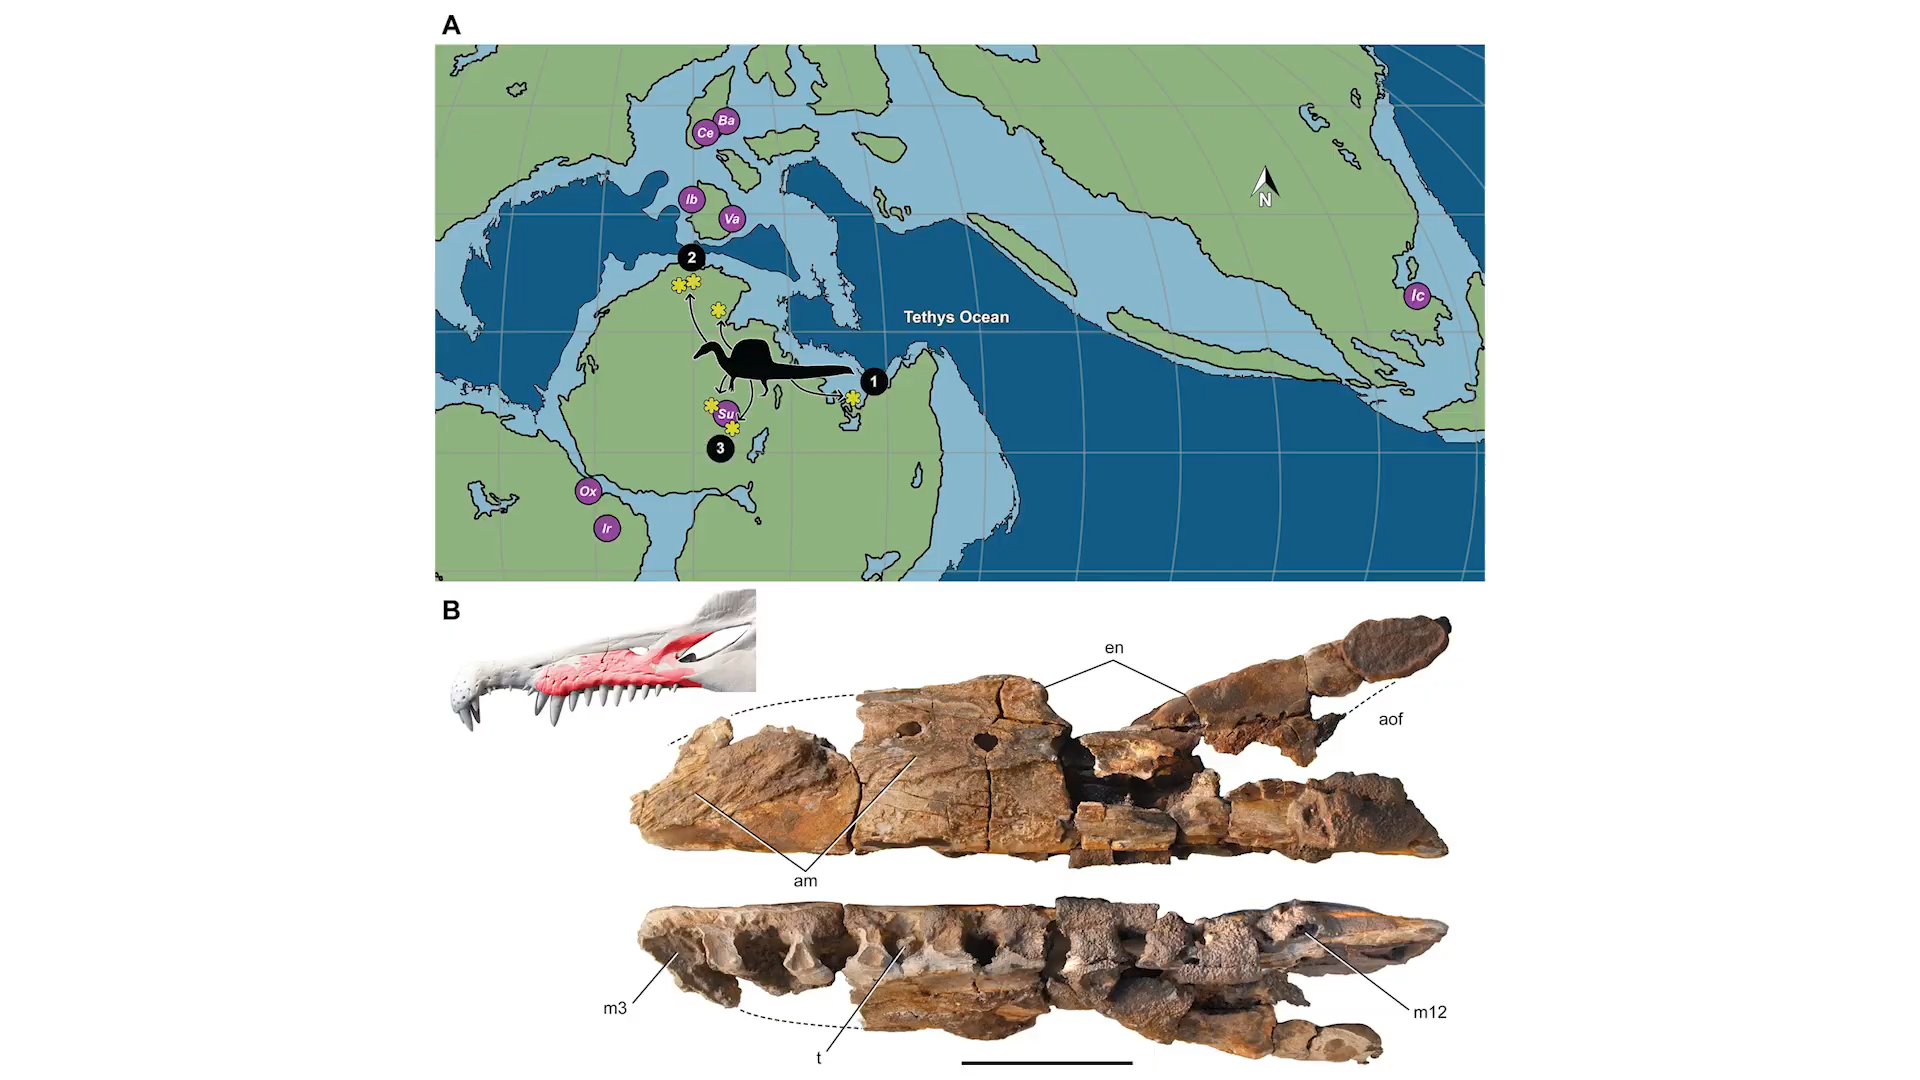 A
Ba
Ce
Ib
Va
N
2
Ic
Tethys Ocean
1
Su
3
Ox
Ir
B
en
aof
am
m3
m12
t